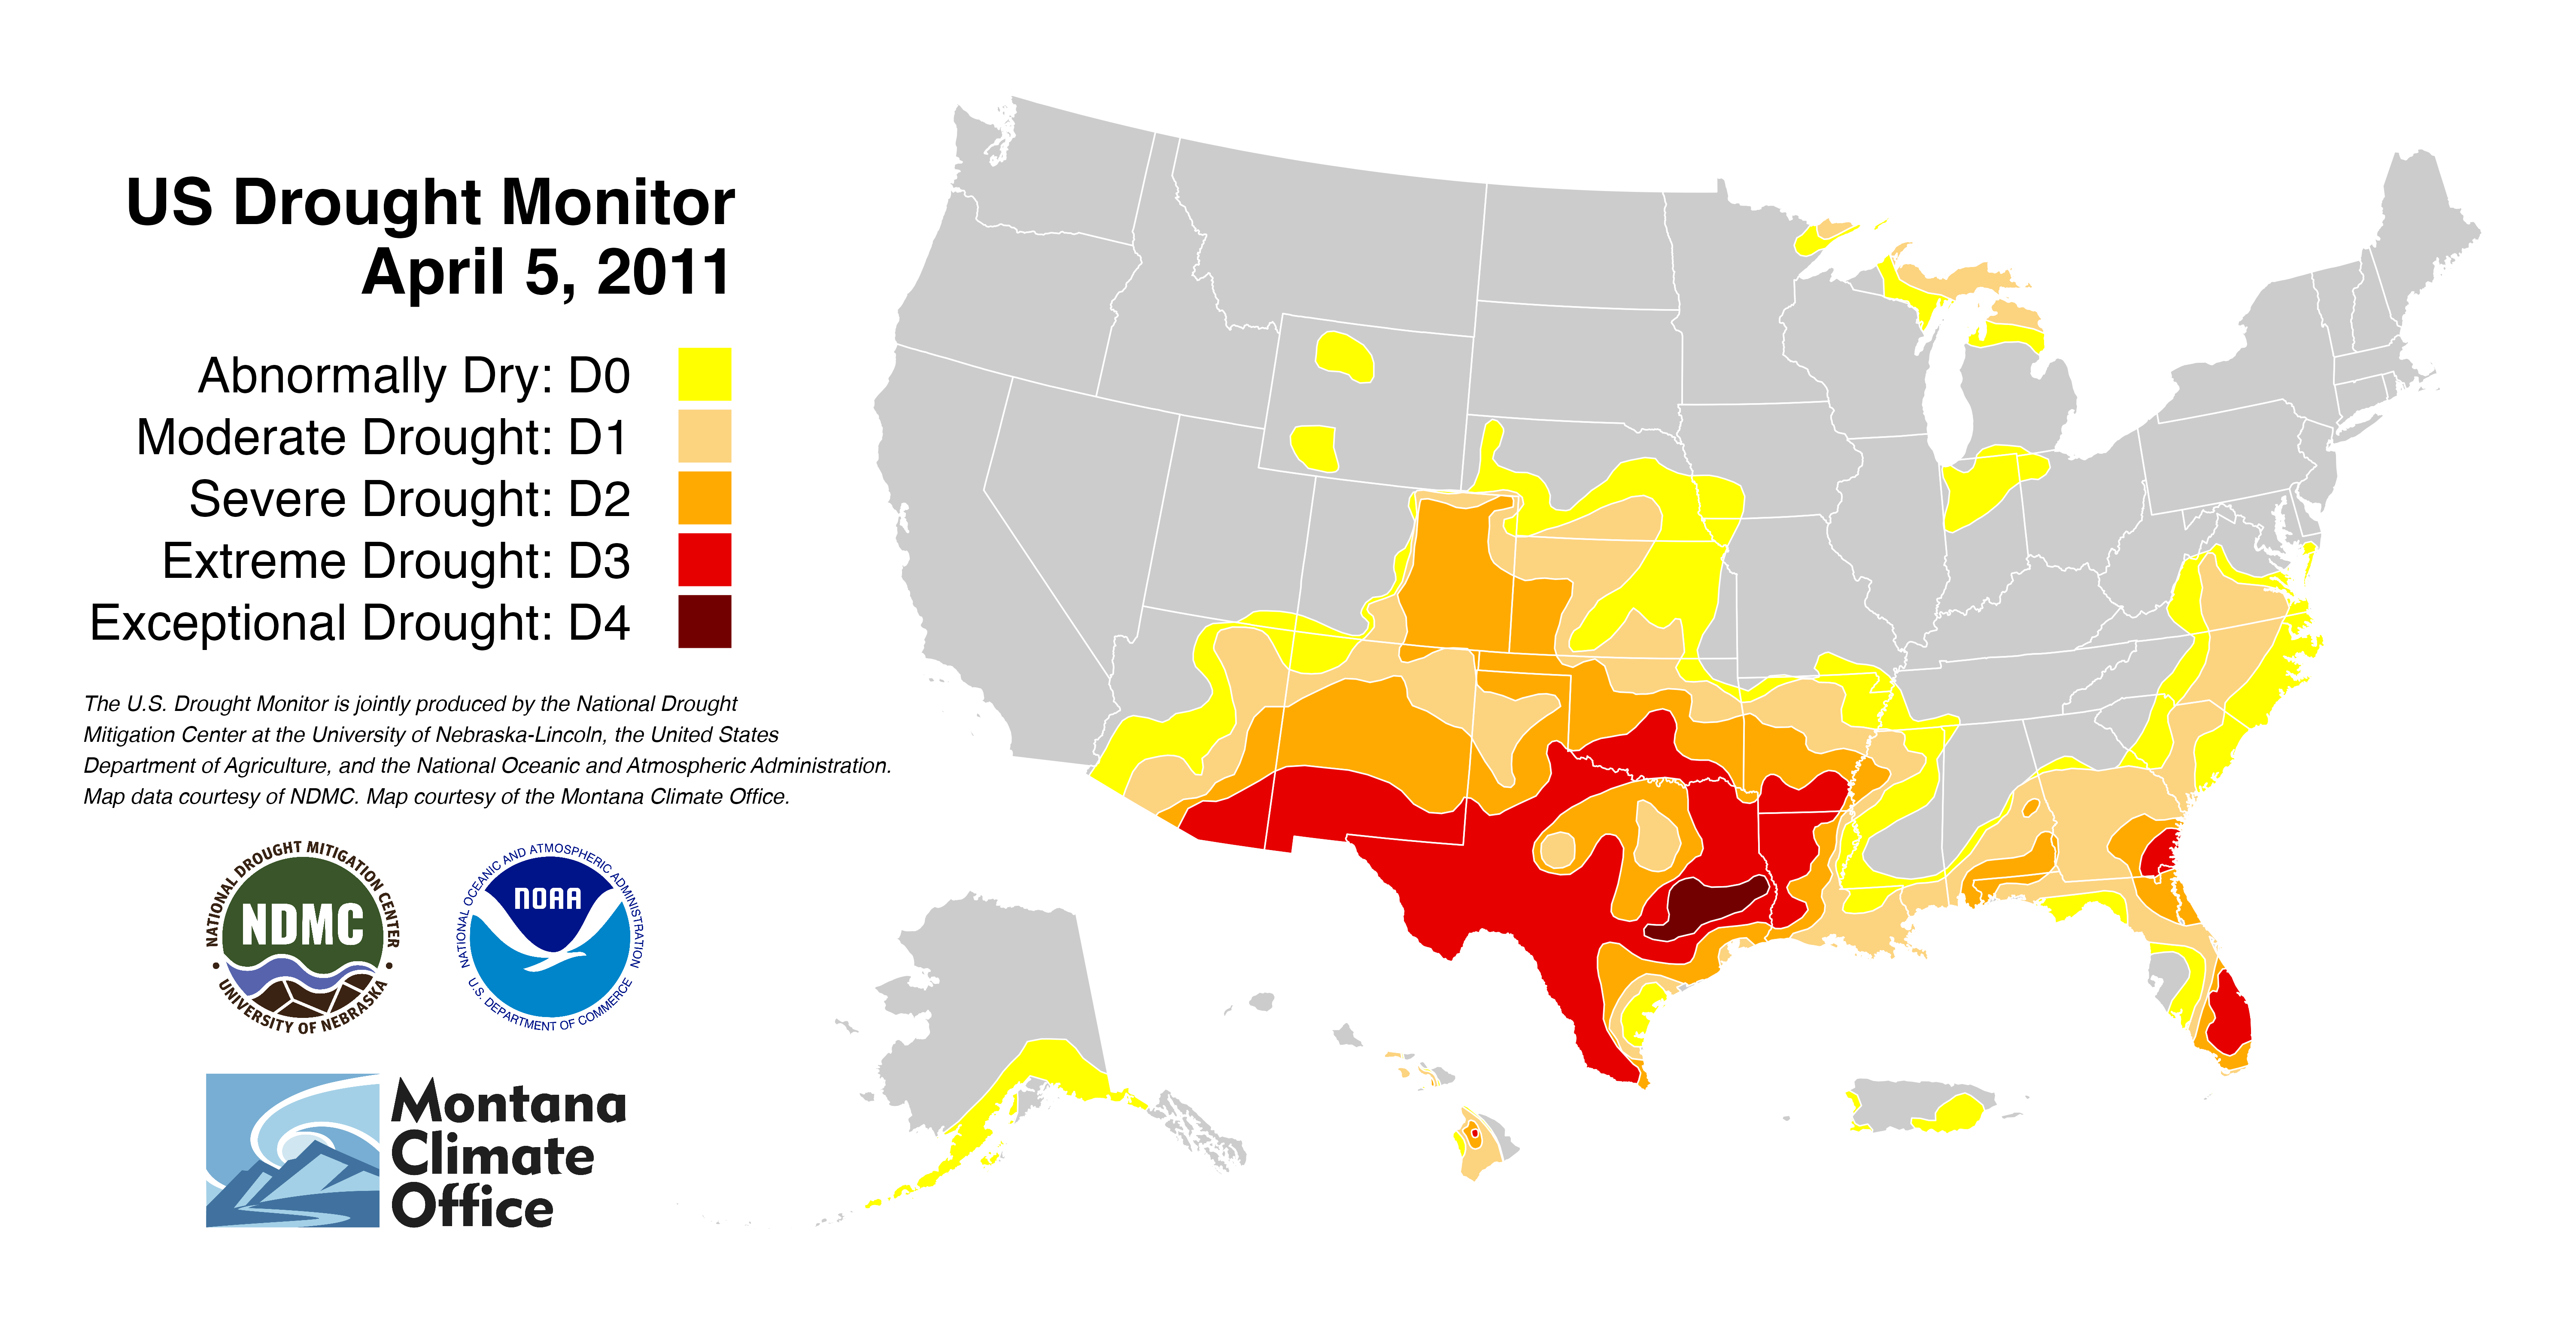 US Drought Monitor
April 5, 2011
Abnormally Dry: D0
Moderate Drought: D1
Severe Drought: D2
Extreme Drought: D3
Exceptional Drought: D4
The U.S. Drought Monitor is jointly produced by the National Drought
Mitigation Center at the University of Nebraska-Lincoln, the United States
Department of Agriculture, and the National Oceanic and Atmospheric Administration.
Map data courtesy of NDMC. Map courtesy of the Montana Climate Office.
NATIONAL DROUGHT MITIGATION CENTER
NDMC
UNIVERSITY OF NEBRASKA
NATIONAL OCEANIC AND ATMOSPHERIC ADMINISTRATION
NOAA
U.S. DEPARTMENT OF COMMERCE
Montana
Climate
Office